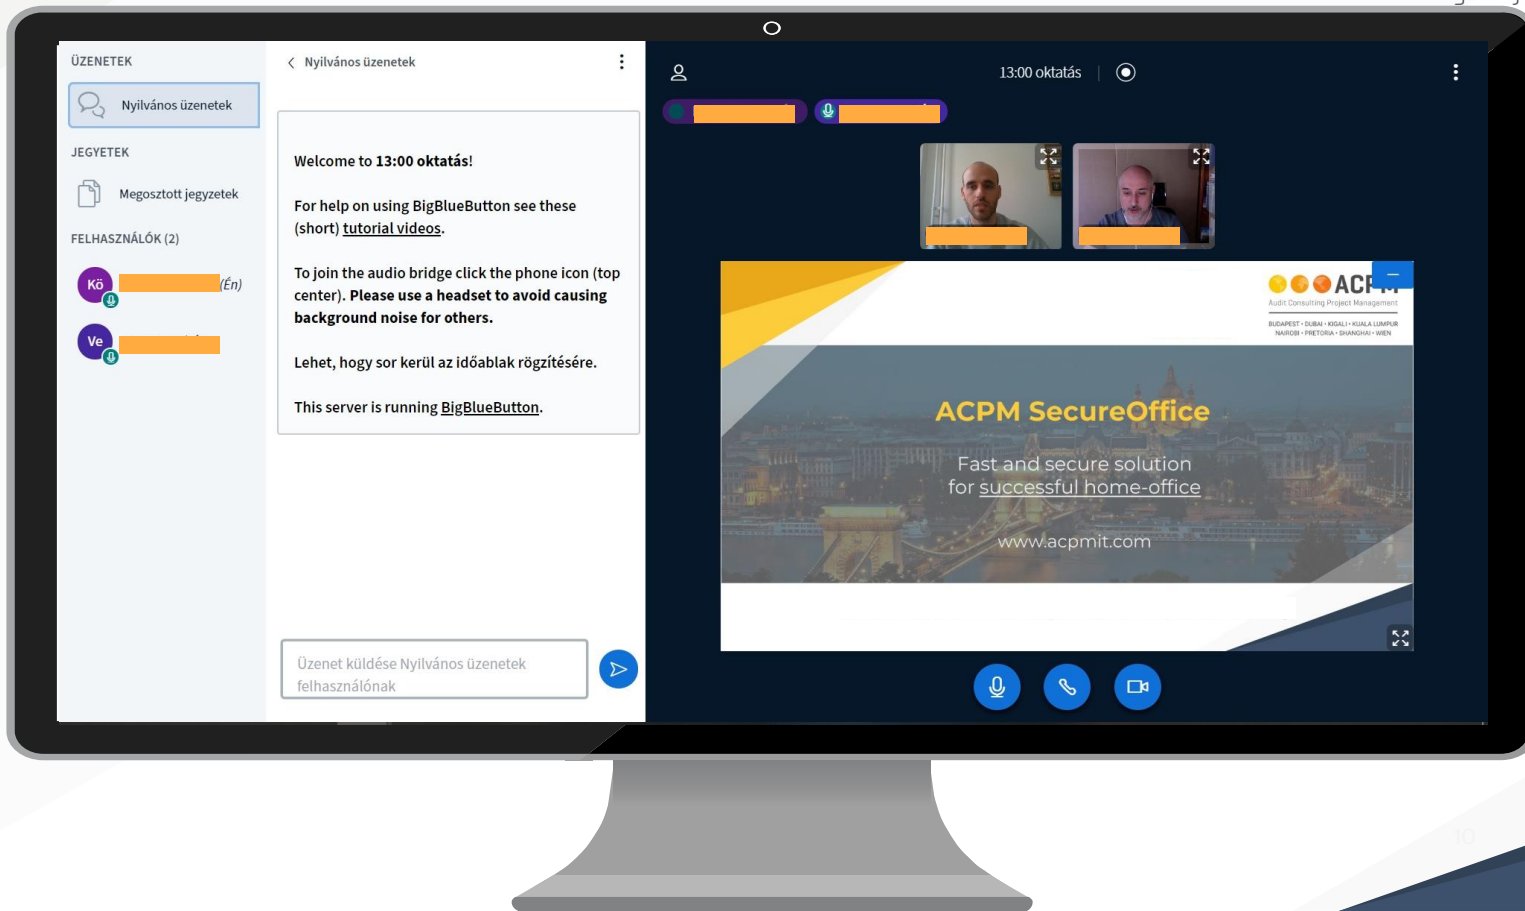 ÜZENETEK
Nyilvános üzenetek
JEGYETEK
Megosztott jegyzetek
FELHASZNÁLÓK (2)
Kö
(Én)
Ve
Nyilvános üzenetek
Welcome to 13:00 oktatás!
For help on using BigBlueButton see these
(short) tutorial videos.
To join the audio bridge click the phone icon (top
center). Please use a headset to avoid causing
background noise for others.
Lehet, hogy sor kerül az időablak rögzítésére.
This server is running BigBlueButton.
Üzenet küldése Nyilvános üzenetek
felhasználónak
13:00 oktatás
Audit Consulting Project Management
BUDAPEST • DUBAI • KIGALI • KUALA LUMPUR
NAIROBI • PRETORIA • SHANGHAI • WIEN
ACPM SecureOffice
Fast and secure solution
for successful home-office
www.acpmit.com
10